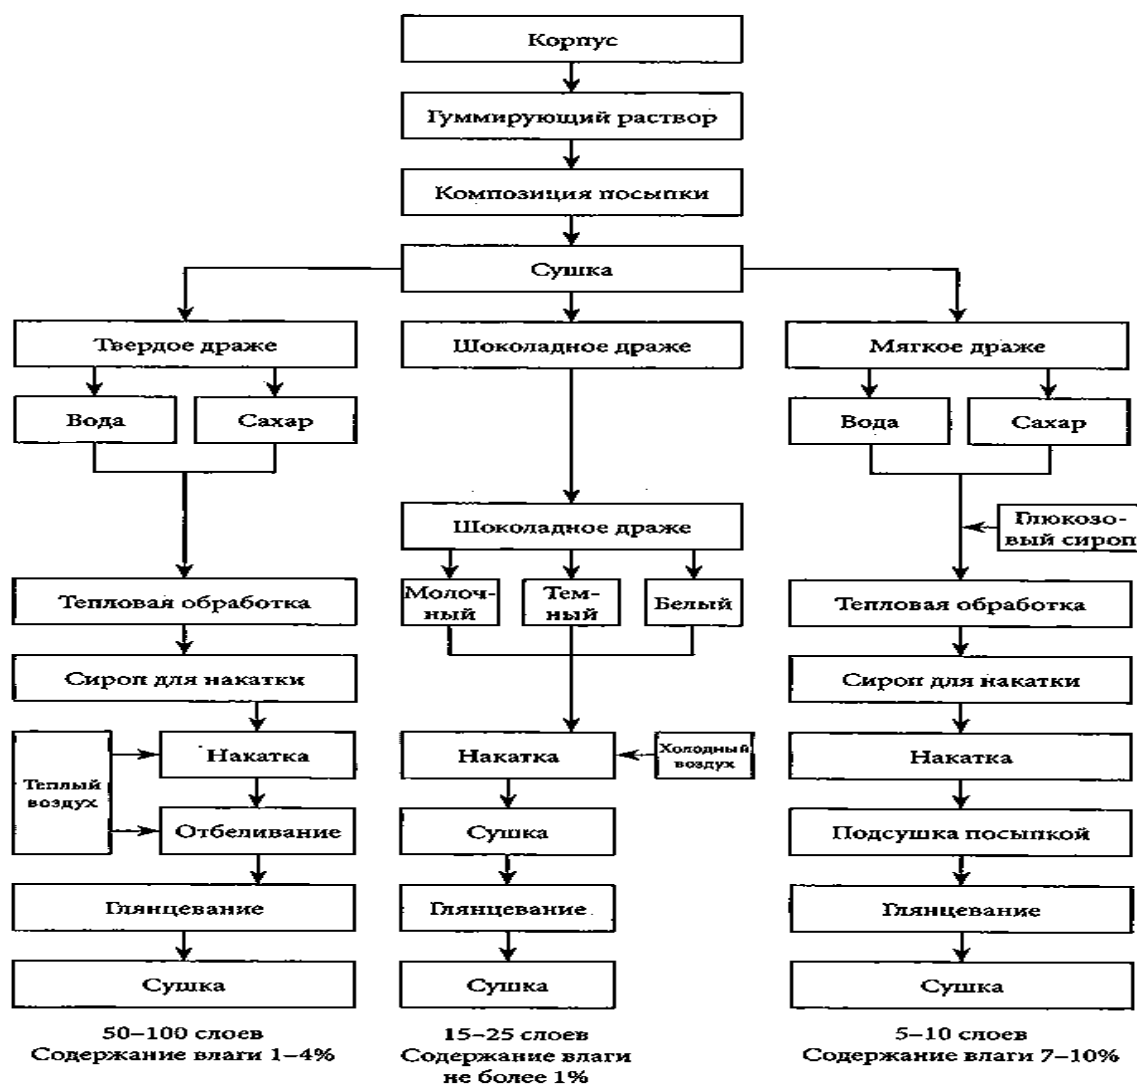 Корпус
Гуммирующий раствор
Композиция посыпки
Сушка
Твердое драже
Шоколадное драже
Мягкое драже
Вода
Сахар
Вода
Сахар
Глюкозо-
вый сироп
Шоколадное драже
Молоч-
ный
Тем-
ный
Белый
Тепловая обработка
Тепловая обработка
Сироп для накатки
Сироп для накатки
Теплый
воздух
Накатка
Накатка
Холодный
воздух
Накатка
Отбеливание
Сушка
Подсушка посыпкой
Глянцевание
Глянцевание
Глянцевание
Сушка
Сушка
Сушка
50–100 слоев
Содержание влаги 1–4%
15–25 слоев
Содержание влаги
не более 1%
5–10 слоев
Содержание влаги 7–10%